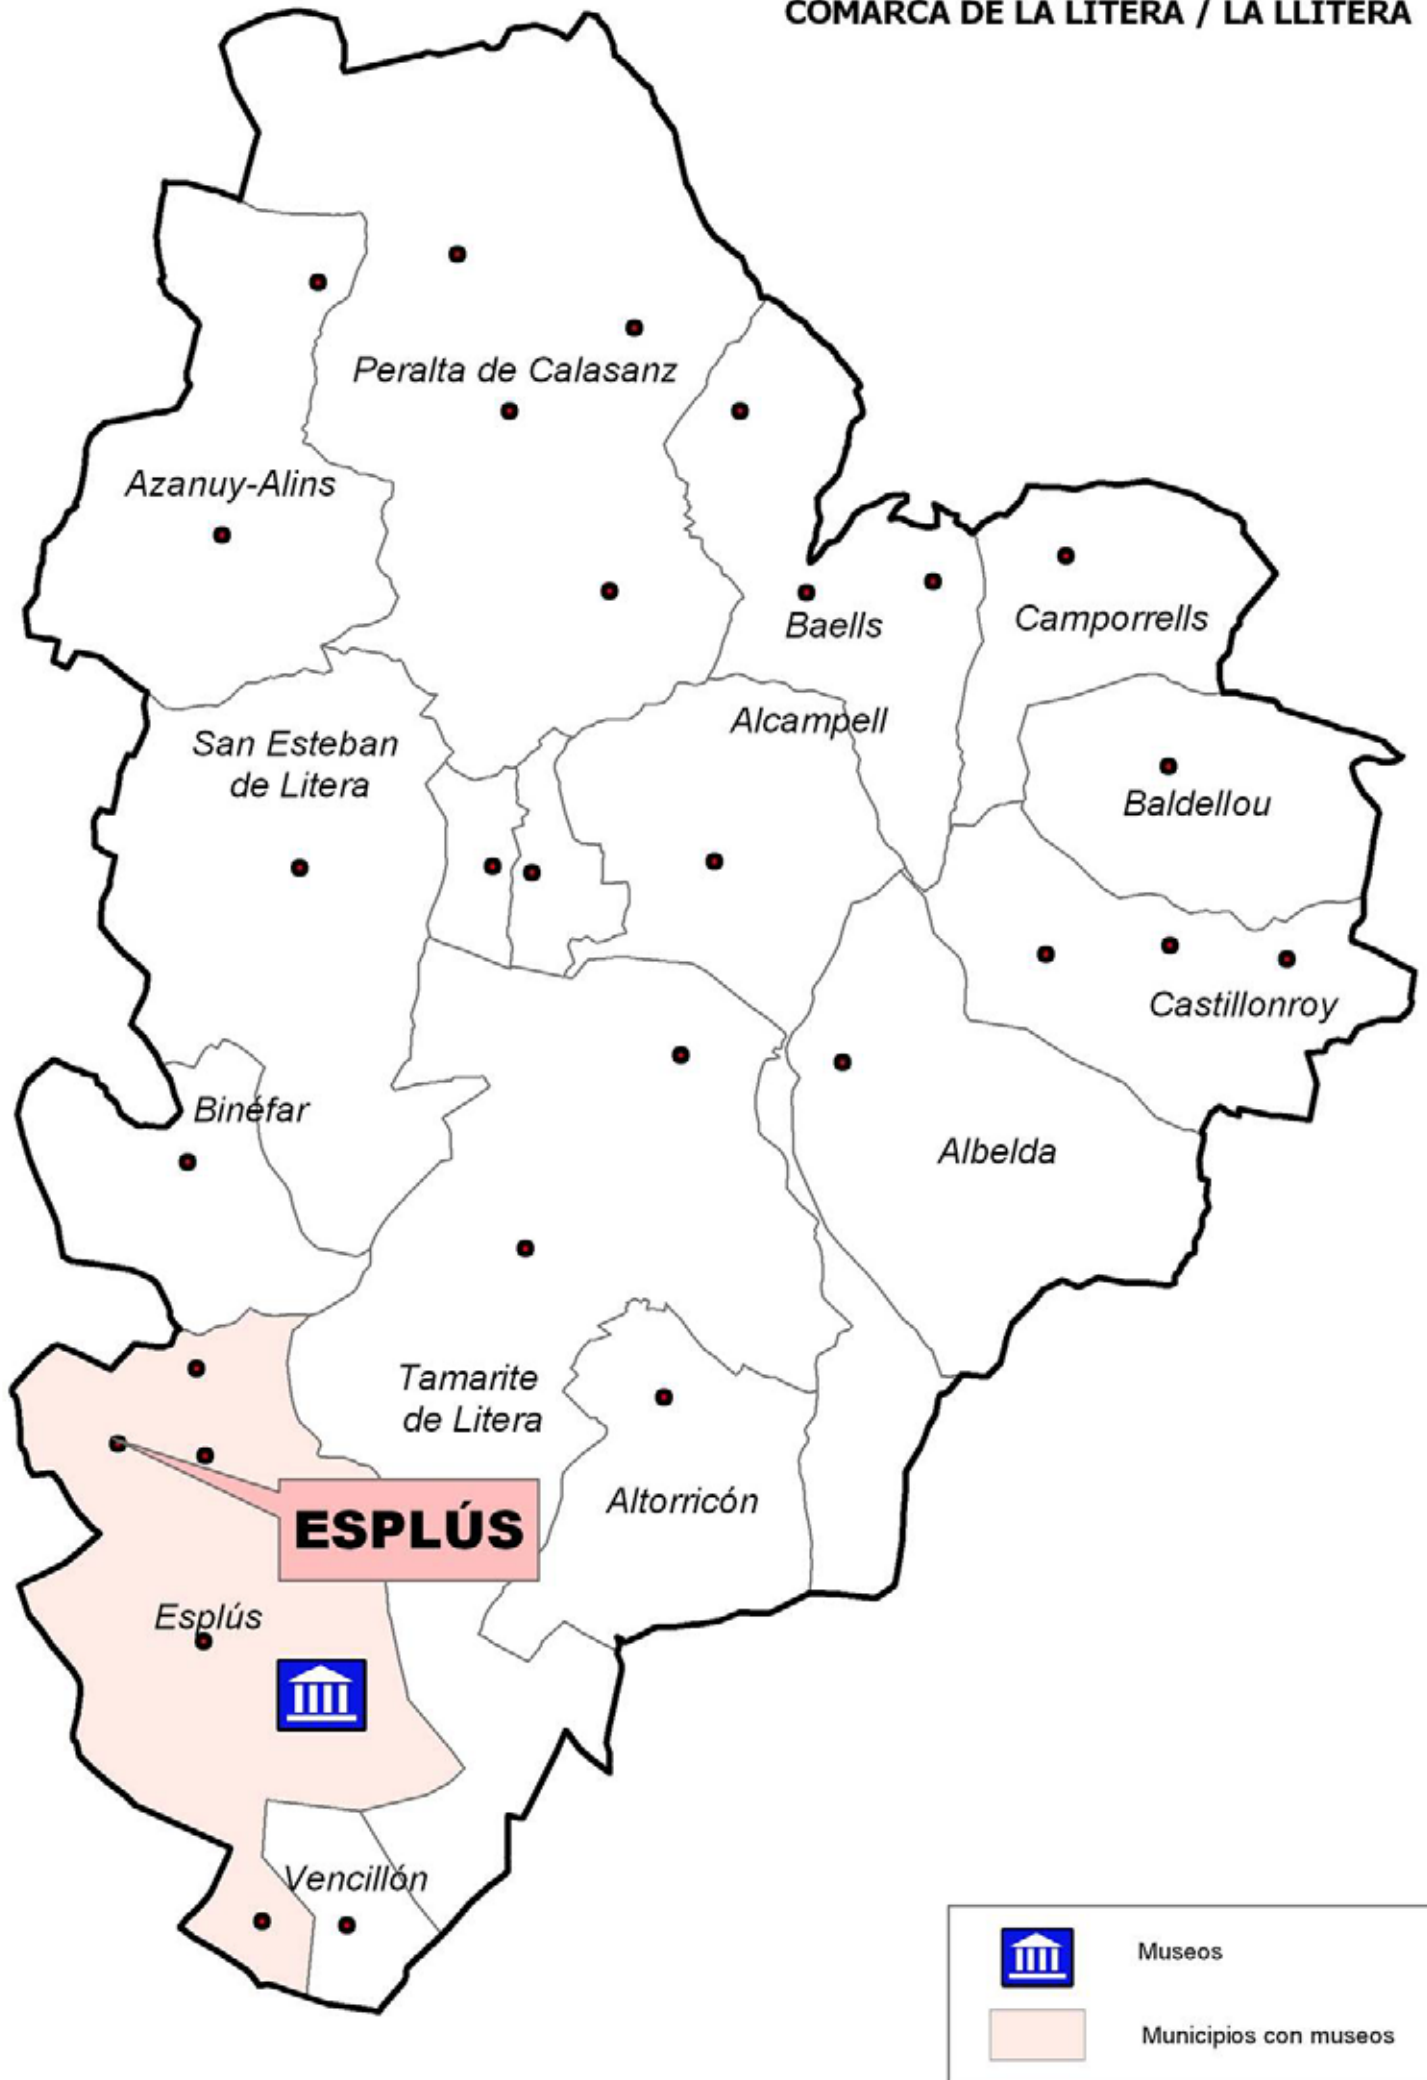 COMARCA DE LA LITERA / LA LLITERA
Peralta de Calasanz
Azanuy-Alins
Baells
Camporrells
San Esteban
de Litera
Alcampell
Baldellou
Castillonroy
Binéfar
Albelda
Tamarite
de Litera
Altorricón
ESPLÚS
Esplús
Vencillón
Museos
Municipios con museos